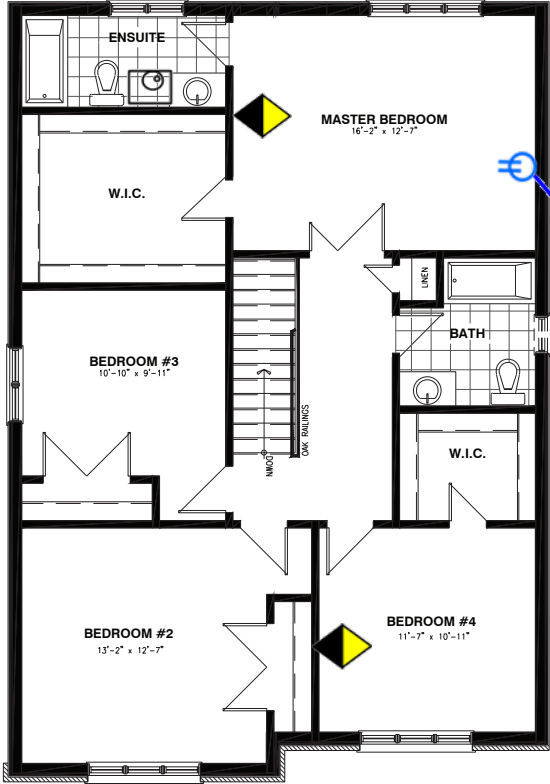 ENSUITE
MASTER BEDROOM
16'-2" x 12'-7"
W.I.C.
LINEN
BATH
BEDROOM #3
10'-10" x 9'-11"
OAK RAILINGS
DOWN
W.I.C.
BEDROOM #2
13'-2" x 12'-7"
BEDROOM #4
11'-7" x 10'-11"